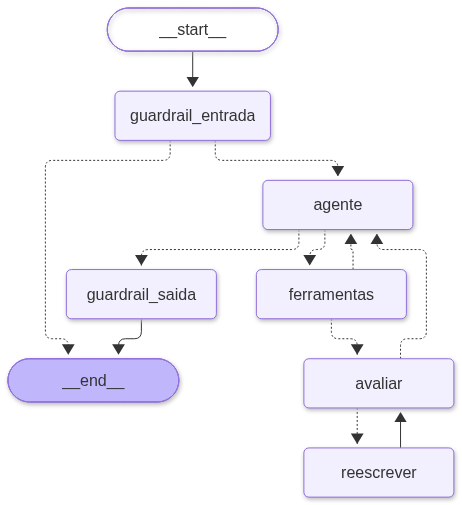 __start__
guardrail_entrada
agente
guardrail_saida
ferramentas
__end__
avaliar
reescrever